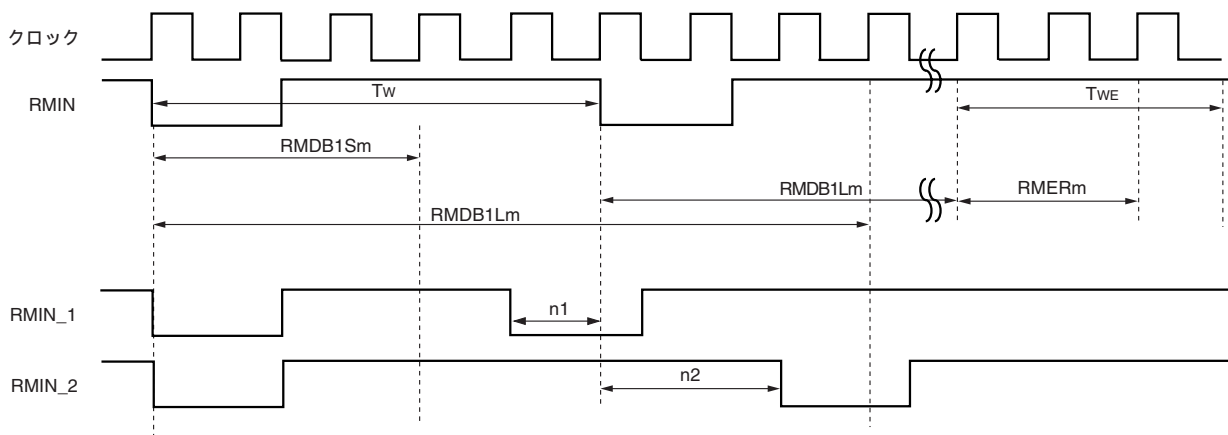 クロック
RMIN
Tw
TWE
RMDB1Sm
RMDB1Lm
RMERm
RMDB1Lm
RMIN_1
n1
RMIN_2
n2